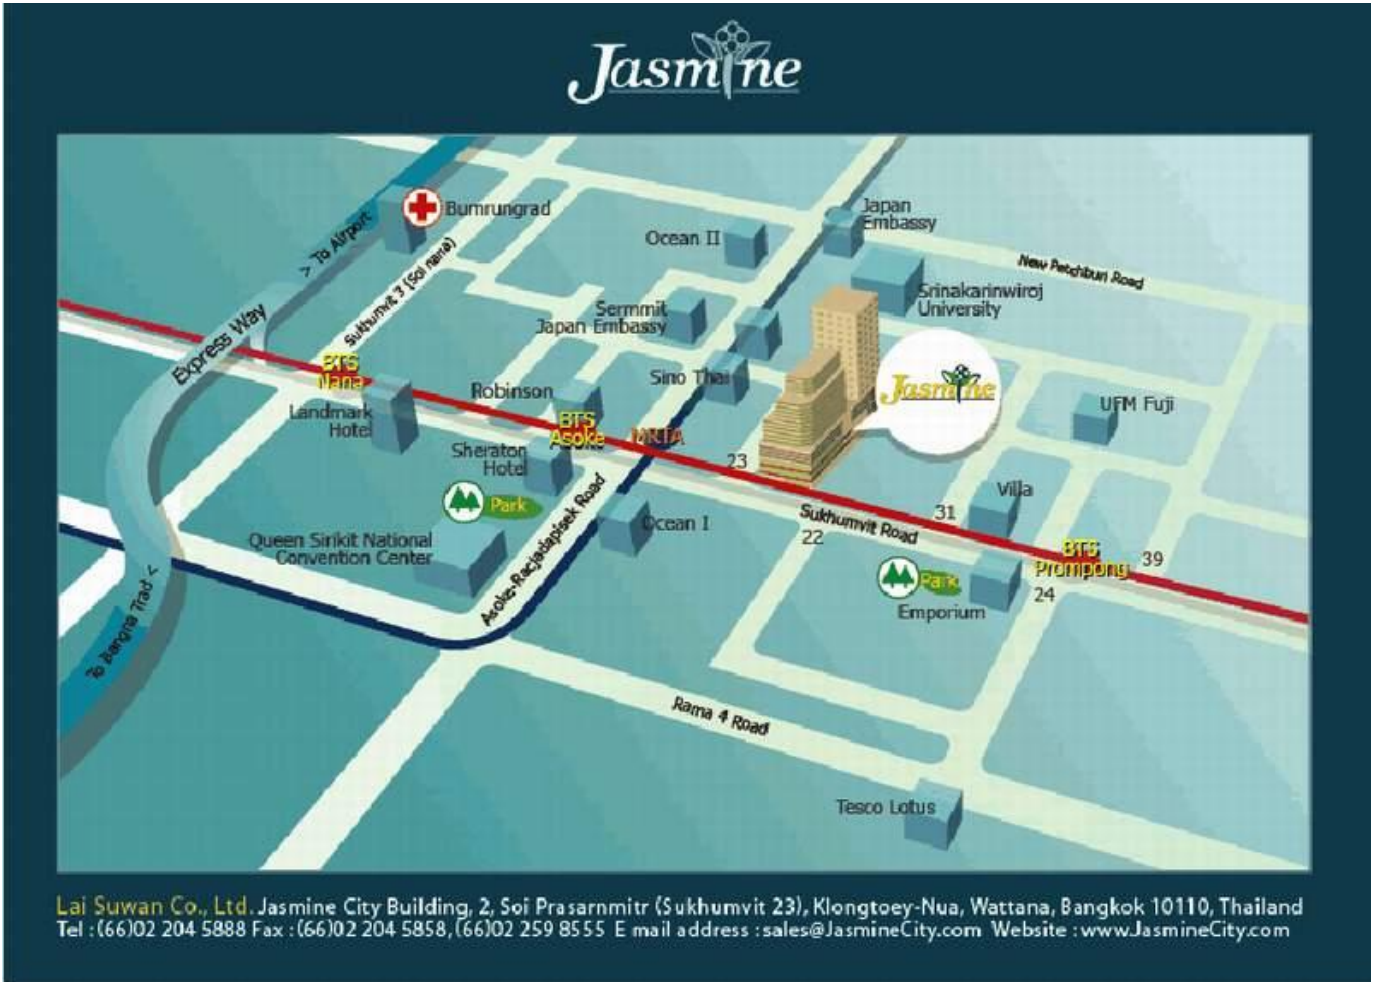 Jasmine
Bumrungrad
> To Airport
Sukhumvit 3 (Soi nana)
Express Way
Japan
Embassy
Ocean II
New Petchburi Road
Srinakarinwiroj
University
Sermmit
Japan Embassy
BTS
Nana
Robinson
Sino Thai
Jasmine
Landmark
Hotel
UFM Fuji
BTS
Asoke
MRTA
Sheraton
Hotel
23
Park
Villa
Asoke-Racjadapisek Road
Sukhumvit Road
31
22
Ocean I
Queen Sirikit National
Convention Center
BTS
Prompong
39
Park
24
Emporium
To Bangna Trad <
Rama 4 Road
Tesco Lotus
Lai Suwan Co., Ltd. Jasmine City Building, 2, Soi Prasarnmitr (Sukhumvit 23), Klongtoey-Nua, Wattana, Bangkok 10110, Thailand
Tel : (66)02 204 5888 Fax : (66)02 204 5858, (66)02 259 8555 E mail address : sales@JasmineCity.com Website : www.JasmineCity.com